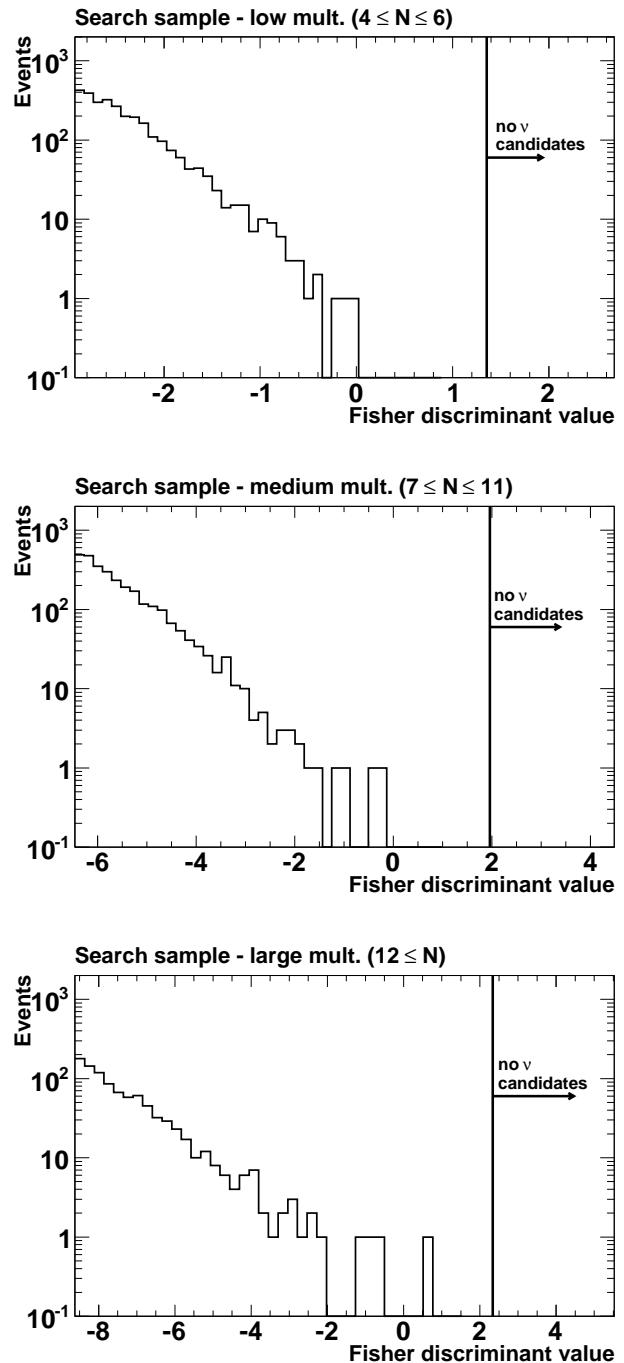 Search sample - low mult. (4 ≤ N ≤ 6)
Events
10³
10²
10
1
10⁻¹
no ν
candidates
-2 -1 0 1 2
Fisher discriminant value
Search sample - medium mult. (7 ≤ N ≤ 11)
Events
10³
10²
10
1
10⁻¹
no ν
candidates
-6 -4 -2 0 2 4
Fisher discriminant value
Search sample - large mult. (12 ≤ N)
Events
10³
10²
10
1
10⁻¹
no ν
candidates
-8 -6 -4 -2 0 2 4
Fisher discriminant value